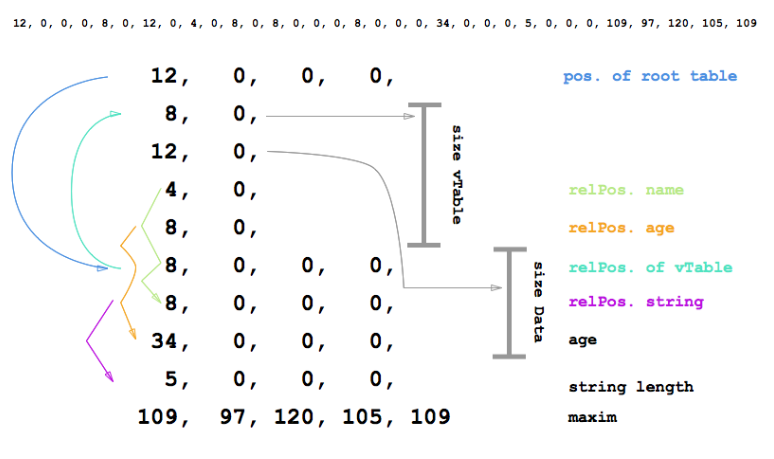 12, 0, 0, 0, 8, 0, 12, 0, 4, 0, 8, 0, 8, 0, 0, 0, 8, 0, 0, 0, 34, 0, 0, 0, 5, 0, 0, 0, 109, 97, 120, 105, 109
12, 0, 0, 0, pos. of root table
8, 0,
12, 0,
size vTable
4, 0, relPos. name
8, 0, relPos. age
8, 0, 0, 0, relPos. of vTable
8, 0, 0, 0, relPos. string
size Data
34, 0, 0, 0, age
5, 0, 0, 0, string length
109, 97, 120, 105, 109 maxim